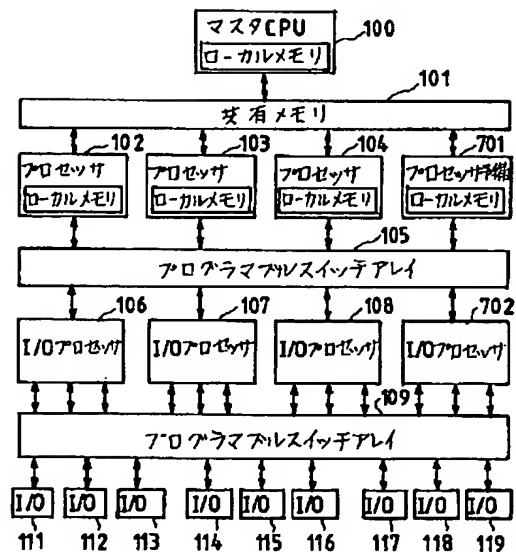 マスタCPU
ローカルメモリ
100
101
共有メモリ
102
103
104
701
プロセッサ
プロセッサ
プロセッサ
プロセッサ予備
ローカルメモリ
ローカルメモリ
ローカルメモリ
ローカルメモリ
105
プログラマブルスイッチアレイ
106
107
108
702
I/Oプロセッサ
I/Oプロセッサ
I/Oプロセッサ
I/Oプロセッサ
109
プログラマブルスイッチアレイ
I/O
I/O
I/O
I/O
I/O
I/O
I/O
I/O
I/O
111
112
113
114
115
116
117
118
119